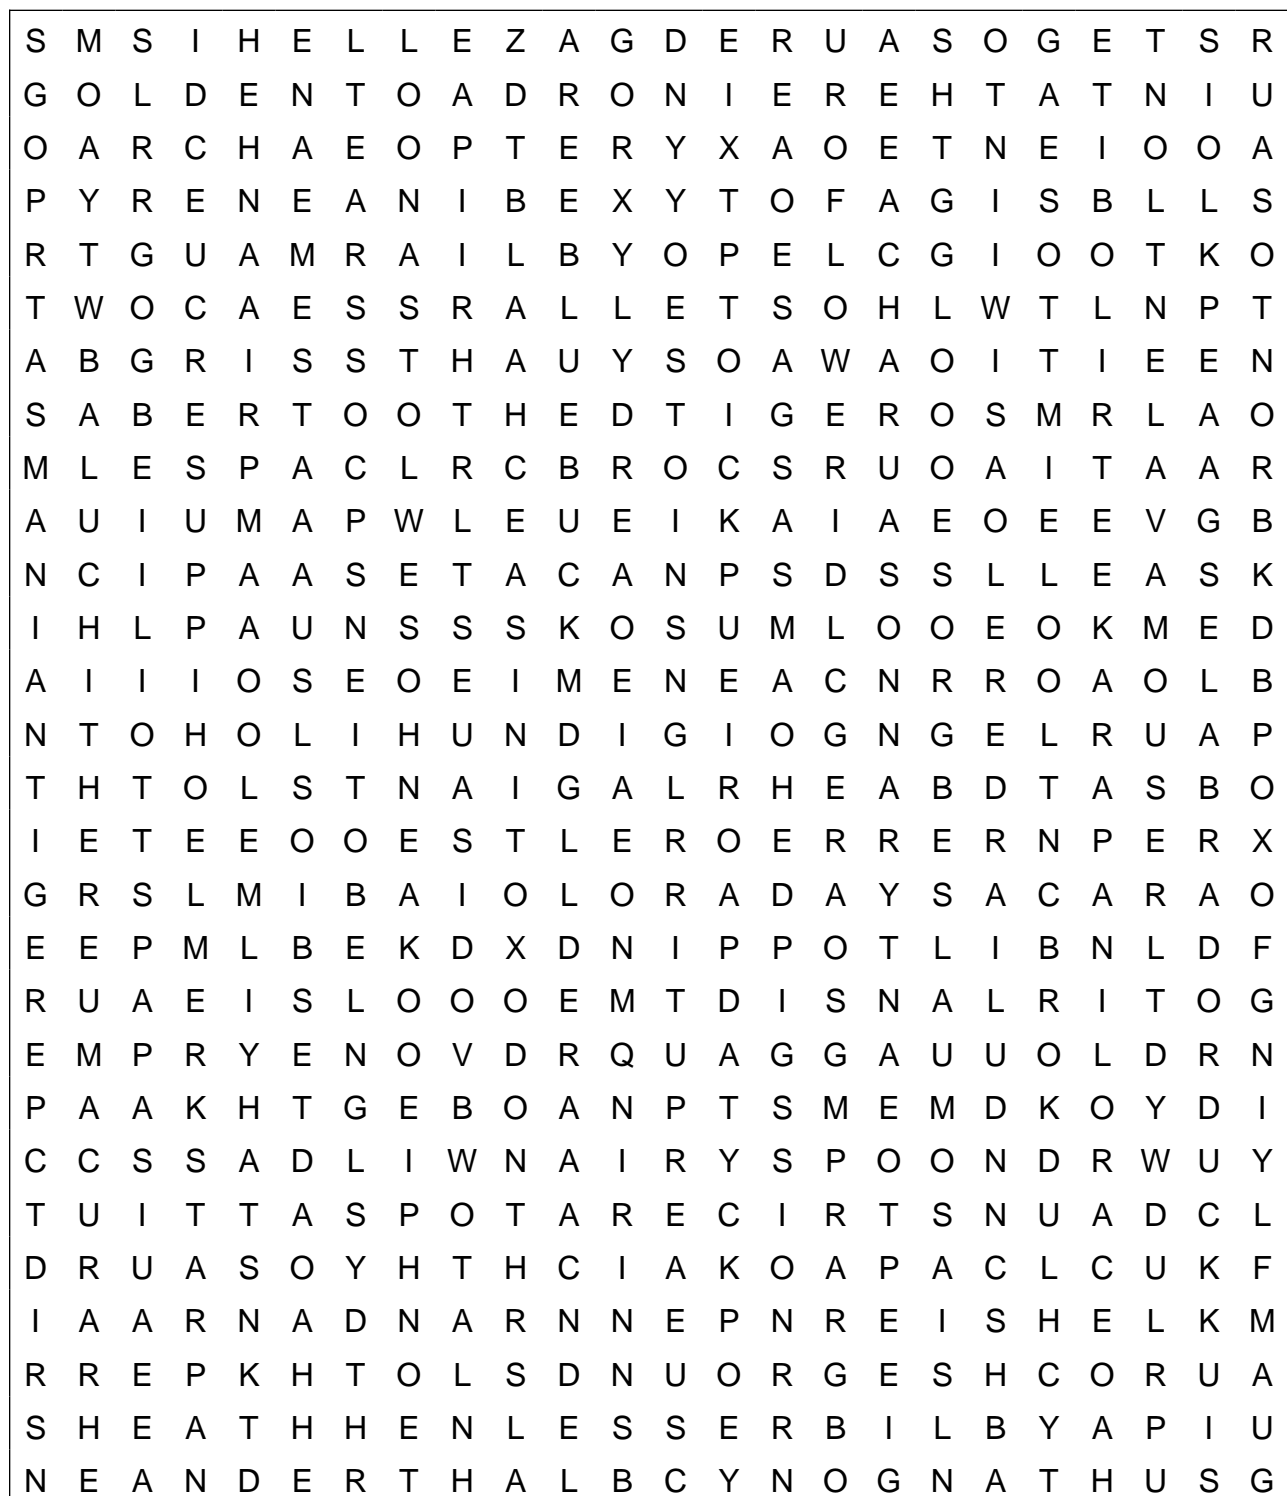 S M S I H E L L E Z A G D E R U A S O G E T S R
G O L D E N T O A D R O N I E R E H T A T N I U
O A R C H A E O P T E R Y X A O E T N E I O O A
P Y R E N E A N I B E X Y T O F A G I S B L L S
R T G U A M R A I L B Y O P E L C G I O O T K O
T W O C A E S S R A L L E T S O H L W T L N P T
A B G R I S S T H A U Y S O A W A O I T I E E N
S A B E R T O O T H E D T I G E R O S M R L A O
M L E S P A C L R C B R O C S R U O A I T A A R
A U I U M A P W L E U E I K A I A E O E E V G B
N C I P A A S E T A C A N P S D S S L L E A S K
I H L P A U N S S S K O S U M L O O E O K M E D
A I I I O S E O E I M E N E A C N R R O A O L B
N T O H O L I H U N D I G I O G N G E L R U A P
T H T O L S T N A I G A L R H E A B D T A S B O
I E T E E O O E S T L E R O E R R E R N P E R X
G R S L M I B A I O L O R A D A Y S A C A R A O
E E P M L B E K D X D N I P P O T L I B N L D F
R U A E I S L O O O E M T D I S N A L R I T O G
E M P R Y E N O V D R Q U A G G A U U O L D R N
P A A K H T G E B O A N P T S M E M D K O Y D I
C C S S A D L I W N A I R Y S P O O N D R W U Y
T U I T T A S P O T A R E C I R T S N U A D C L
D R U A S O Y H T H C I A K O A P A C L C U K F
I A A R N A D N A R N N E P N R E I S H E L K M
R R E P K H T O L S D N U O R G E S H C O R U A
S H E A T H H E N L E S S E R B I L B Y A P I U
N E A N D E R T H A L B C Y N O G N A T H U S G